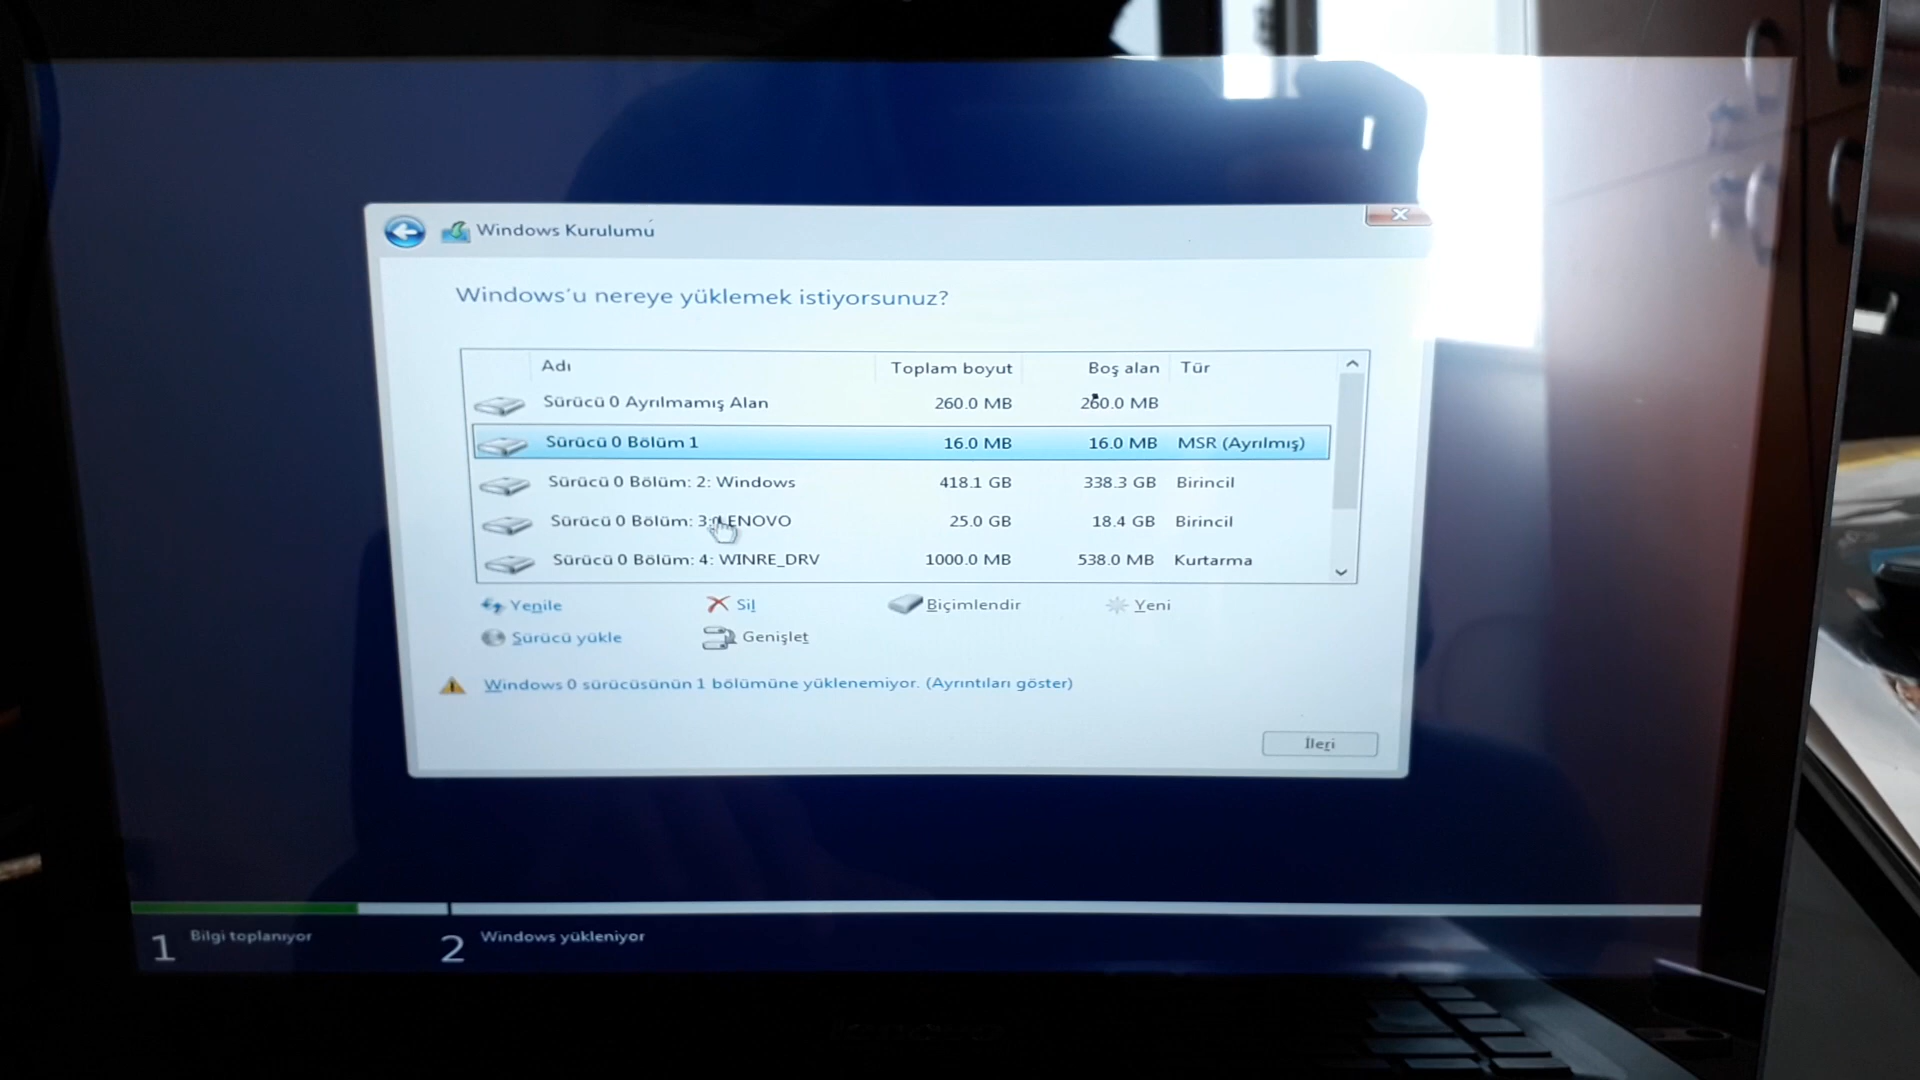 Windows Kurulumu
Windows'u nereye yüklemek istiyorsunuz?
Adı Toplam boyut Boş alan Tür
Sürücü 0 Ayrılmamış Alan 260.0 MB 260.0 MB
Sürücü 0 Bölüm 1 16.0 MB 16.0 MB MSR (Ayrılmış)
Sürücü 0 Bölüm: 2: Windows 418.1 GB 338.3 GB Birincil
Sürücü 0 Bölüm: 3: LENOVO 25.0 GB 18.4 GB Birincil
Sürücü 0 Bölüm: 4: WINRE_DRV 1000.0 MB 538.0 MB Kurtarma
Yenile Sil Biçimlendir Yeni
Sürücü yükle Genişlet
Windows 0 sürücüsünün 1 bölümüne yüklenemiyor. (Ayrıntıları göster)
İleri
1 Bilgi toplanıyor 2 Windows yükleniyor